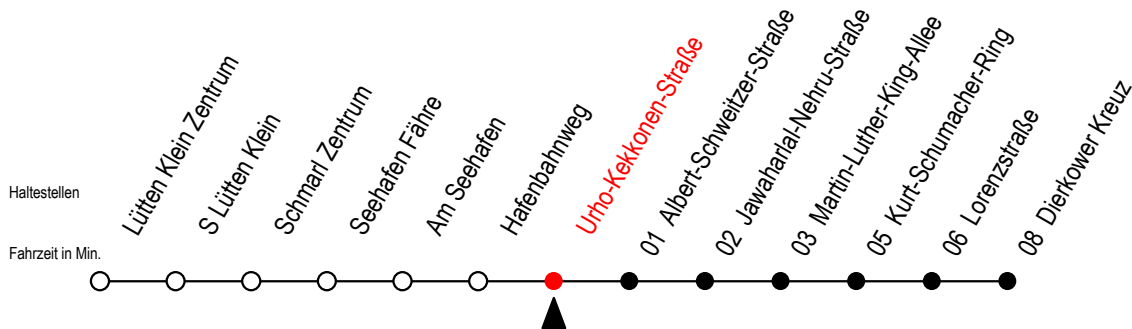 Haltestellen
Fahrzeit in Min.
Lütten Klein Zentrum
S Lütten Klein
Schmarl Zentrum
Seehafen Fähre
Am Seehafen
Hafenbahnweg
Urho-Kekkonen-Straße
01 Albert-Schweitzer-Straße
02 Jawaharlal-Nehru-Straße
03 Martin-Luther-King-Allee
05 Kurt-Schumacher-Ring
06 Lorenzstraße
08 Dierkower Kreuz